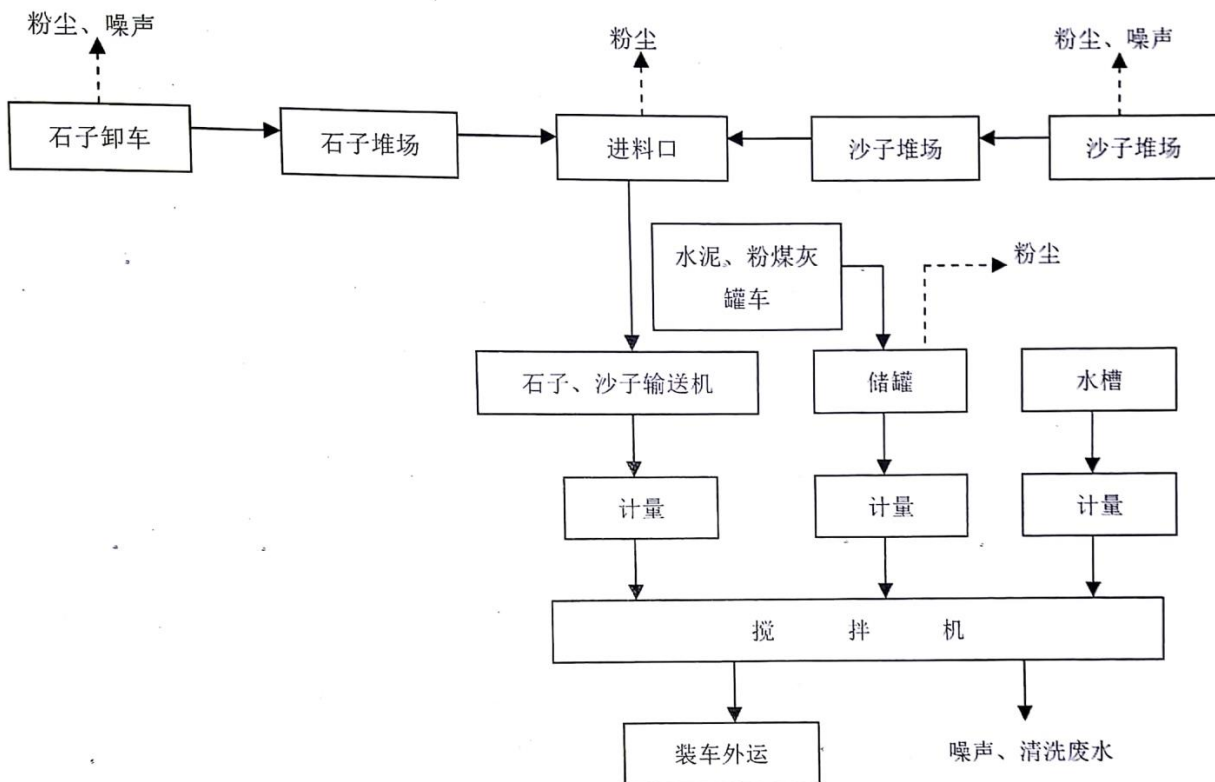 粉尘、噪声
粉尘
粉尘、噪声
石子卸车
石子堆场
进料口
沙子堆场
沙子堆场
水泥、粉煤灰
罐车
粉尘
石子、沙子输送机
储罐
水槽
计量
计量
计量
搅拌机
装车外运
噪声、清洗废水